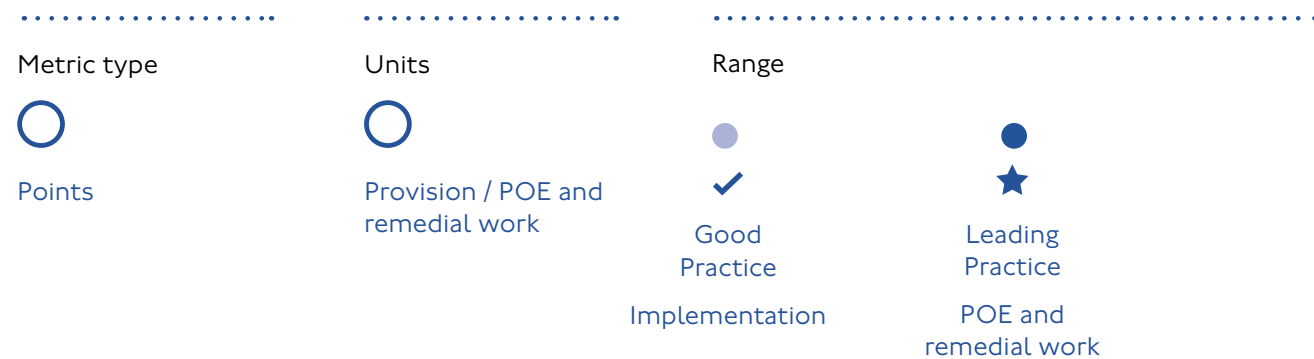 Metric type
Points
Units
Provision / POE and
remedial work
Range
Good
Practice
Implementation
Leading
Practice
POE and
remedial work